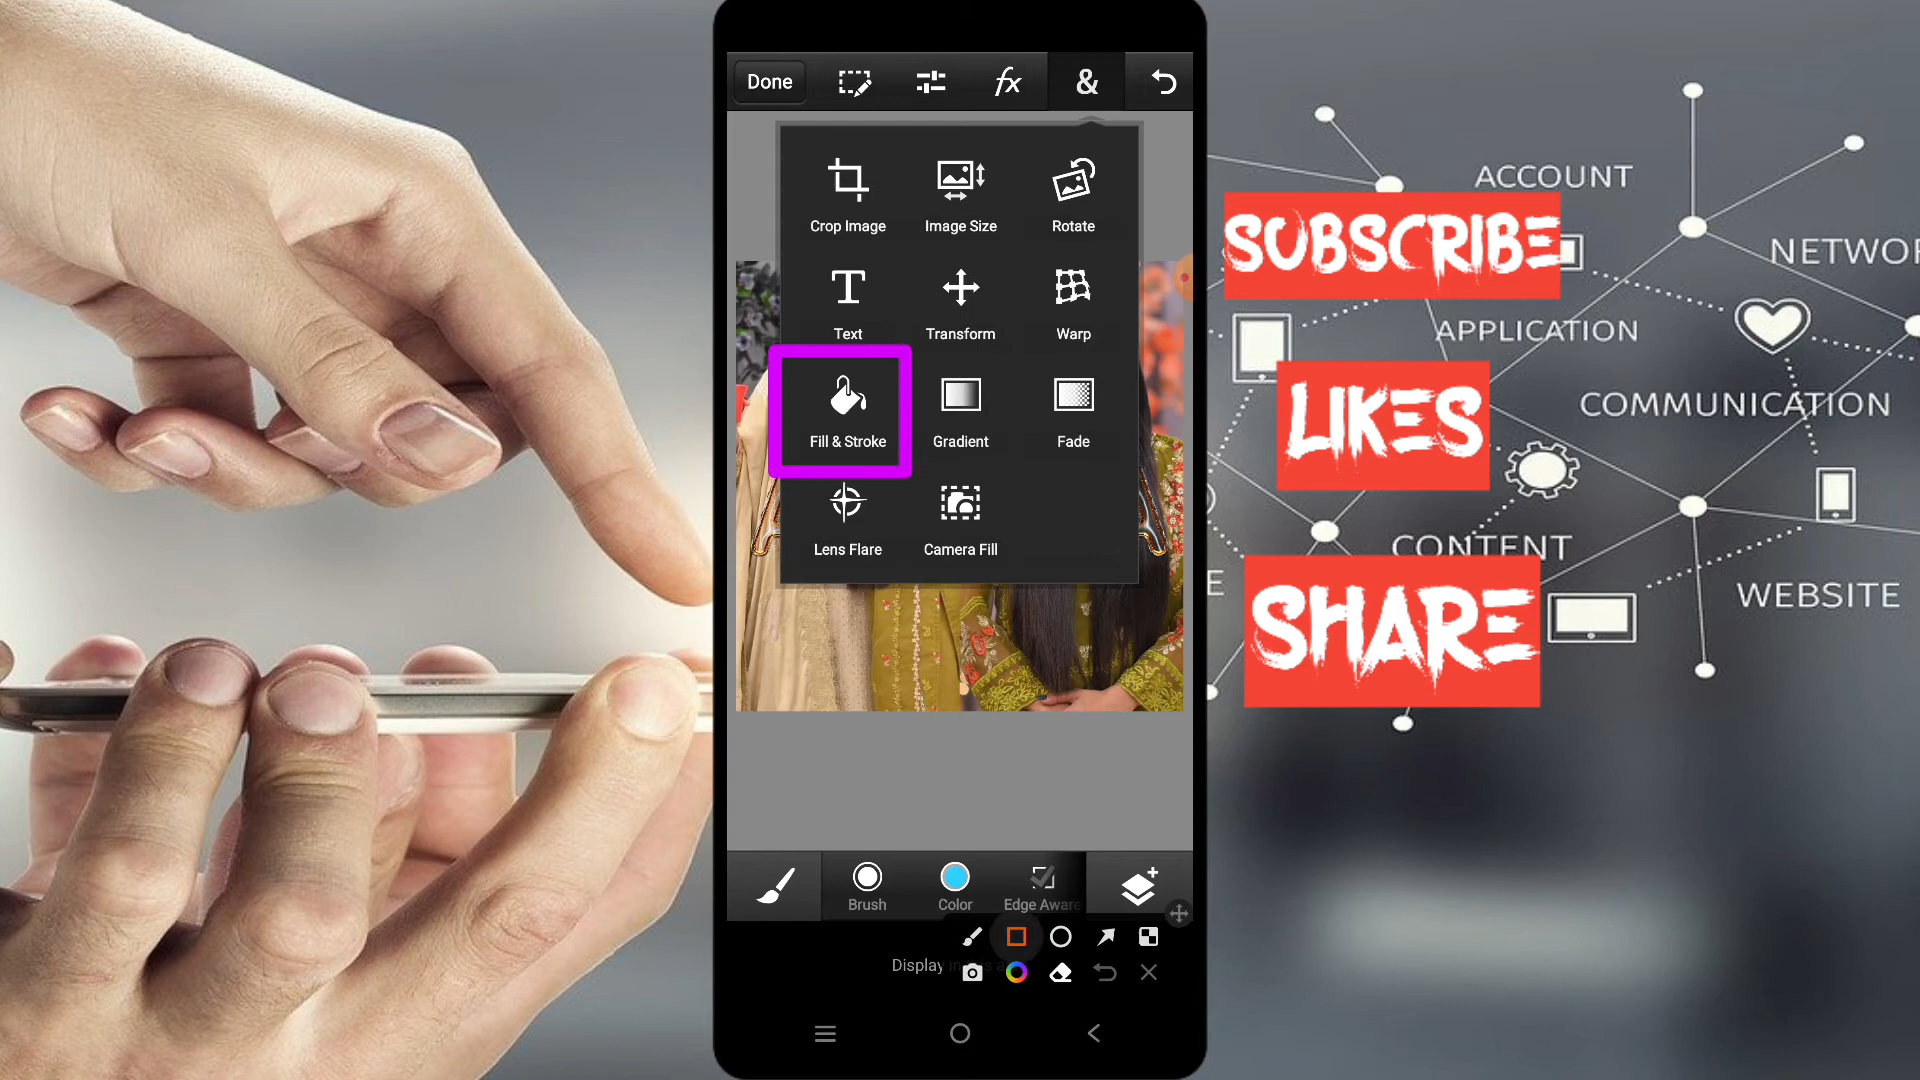 Done fx &
Crop Image Image Size Rotate
Text Transform Warp
Fill & Stroke Gradient Fade
Lens Flare Camera Fill
Brush Color Edge Aware
Display
ACCOUNT
SUBSCRIBE
NETWOR
APPLICATION
LIKES
COMMUNICATION
CONTENT
E
SHARE
WEBSITE